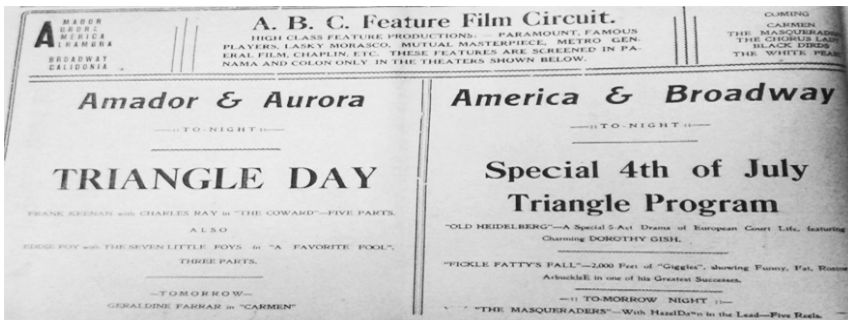 AMADOR
AURORA
AMERICA
ALHAMBRA
BROADWAY
CALIDONIA
A. B. C. Feature Film Circuit.
HIGH CLASS FEATURE PRODUCTIONS. — PARAMOUNT, FAMOUS
PLAYERS, LASKY MOROSCO, MUTUAL MASTERPIECE, METRO GEN-
ERAL FILM, CHAPLIN, ETC. THESE FEATURES ARE SCREENED IN PA-
NAMA AND COLON ONLY IN THE THEATERS SHOWN BELOW.
COMING
CARMEN
THE MASQUERADE
THE CHORUS LADY
BLACK BIRDS
THE WHITE PEAR
Amador & Aurora
—::TO-NIGHT::—
TRIANGLE DAY
FRANK KEENAN with CHARLES RAY in "THE COWARD"—FIVE PARTS.
ALSO
EDDIE FOY with THE SEVEN LITTLE FOYS in "A FAVORITE FOOL",
THREE PARTS.
—TOMORROW—
GERALDINE FARRAR in "CARMEN"
America & Broadway
—::TO-NIGHT::—
Special 4th of July
Triangle Program
"OLD HEIDELBERG"—A Special 5-Act Drama of European Court Life, featuring
Charming DOROTHY GISH.
"FICKLE FATTY'S FALL"—2,000 Feet of "Giggles", showing Funny, Fat, Roscoe
ArbucklE in one of his Greatest Successes.
—:: TO-MORROW NIGHT ::—
"THE MASQUERADERS"—With HazelDawn in the Lead—Five Reels.